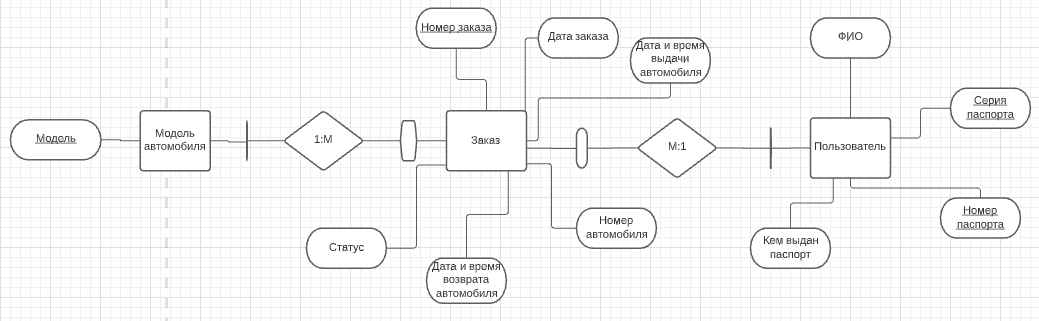 Номер заказа
Дата заказа
Дата и время
выдачи
автомобиля
ФИО
Серия
паспорта
Модель
Модель
автомобиля
1:М
Заказ
М:1
Пользователь
Номер
паспорта
Номер
автомобиля
Статус
Кем выдан
паспорт
Дата и время
возврата
автомобиля